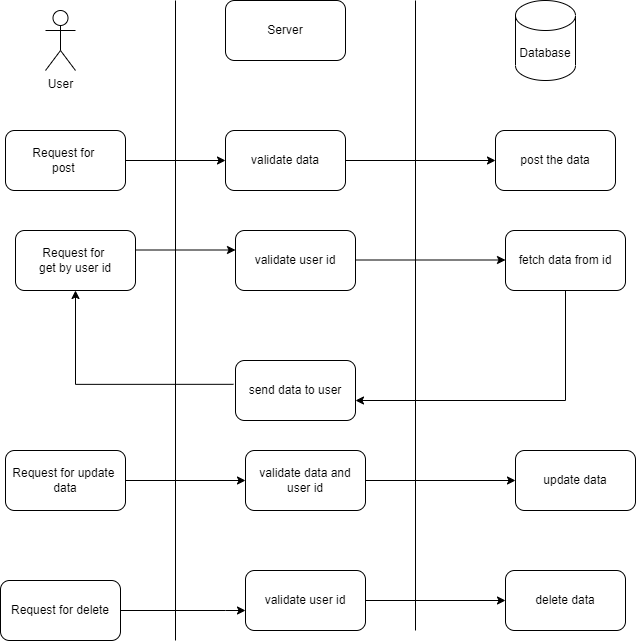 User
Server
Database
Request for
post
validate data
post the data
Request for
get by user id
validate user id
fetch data from id
send data to user
Request for update
data
validate data and
user id
update data
Request for delete
validate user id
delete data